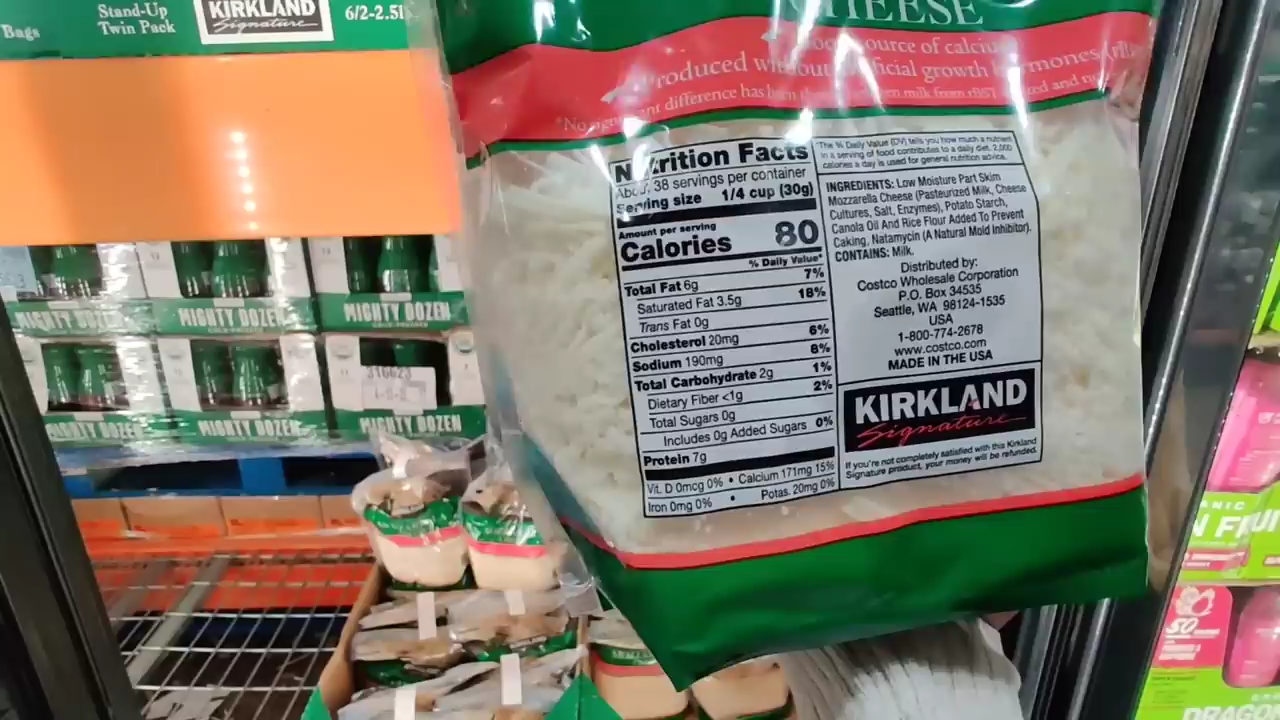 Bags
Stand-Up
Twin Pack
KIRKLAND
Signature
6/2-2.5
CHEESE
source of calcium
Produced without artificial growth hormones
*No significant difference has been
MIGHTY DOZEN
MIGHTY DOZEN
MIGHTY DOZEN
MIGHTY DOZEN
MIGHTY DOZEN
MIGHTY DOZEN
Nutrition Facts
About 38 servings per container
Serving size 1/4 cup (30g)
Amount per serving
Calories 80
% Daily Value*
Total Fat 6g 7%
Saturated Fat 3.5g 18%
Trans Fat 0g
Cholesterol 20mg 6%
Sodium 190mg 8%
Total Carbohydrate 2g 1%
Dietary Fiber <1g 2%
Total Sugars 0g
Includes 0g Added Sugars 0%
Protein 7g
Vit. D 0mcg 0% • Calcium 171mg 15%
Iron 0mg 0% • Potas. 20mg 0%
*The % Daily Value (DV) tells you how much a nutrient
in a serving of food contributes to a daily diet. 2,000
calories a day is used for general nutrition advice.
INGREDIENTS: Low Moisture Part Skim
Mozzarella Cheese (Pasteurized Milk, Cheese
Cultures, Salt, Enzymes), Potato Starch,
Canola Oil And Rice Flour Added To Prevent
Caking, Natamycin (A Natural Mold Inhibitor).
CONTAINS: Milk.
Distributed by:
Costco Wholesale Corporation
P.O. Box 34535
Seattle, WA 98124-1535
USA
1-800-774-2678
www.costco.com
MADE IN THE USA
KIRKLAND
Signature
If you're not completely satisfied with this Kirkland
Signature product, your money will be refunded.
50
DRAGON